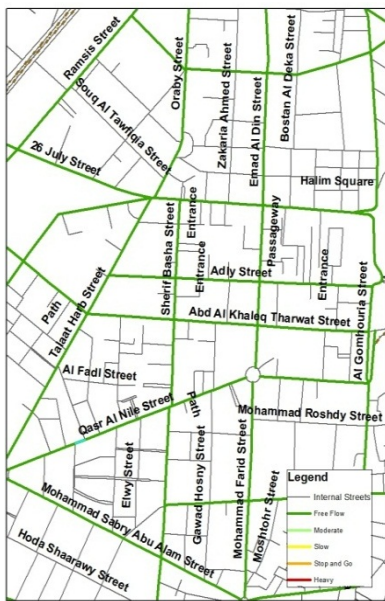 Ramsis Street
Souq Al Tawfiqia Street
Oraby Street
Zakaria Ahmed Street
Emad Al Din Street
Bostan Al Deka Street
26 July Street
Halim Square
Sherif Basha Street
Entrance
Entrance
Passageway
Entrance
Adly Street
Path
Talaat Harb Street
Abd Al Khaleq Tharwat Street
Al Gomhouria Street
Al Fadl Street
Qasr Al Nile Street
Path
Mohammad Roshdy Street
Elwy Street
Gawad Hosny Street
Mohammad Farid Street
Moshtohr Street
Mohammad Sabry Abu Alam Street
Hoda Shaarawy Street
Legend
Internal Streets
Free Flow
Moderate
Slow
Stop and Go
Heavy